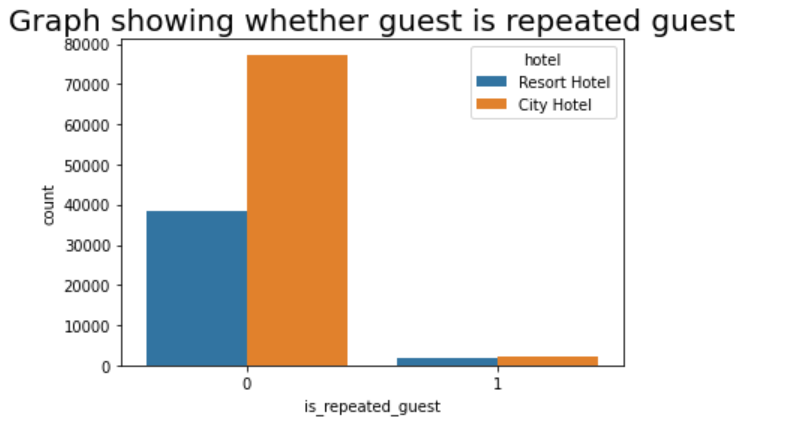 Graph showing whether guest is repeated guest
80000
70000
60000
50000
40000
30000
20000
10000
0
count
hotel
Resort Hotel
City Hotel
0 1
is_repeated_guest